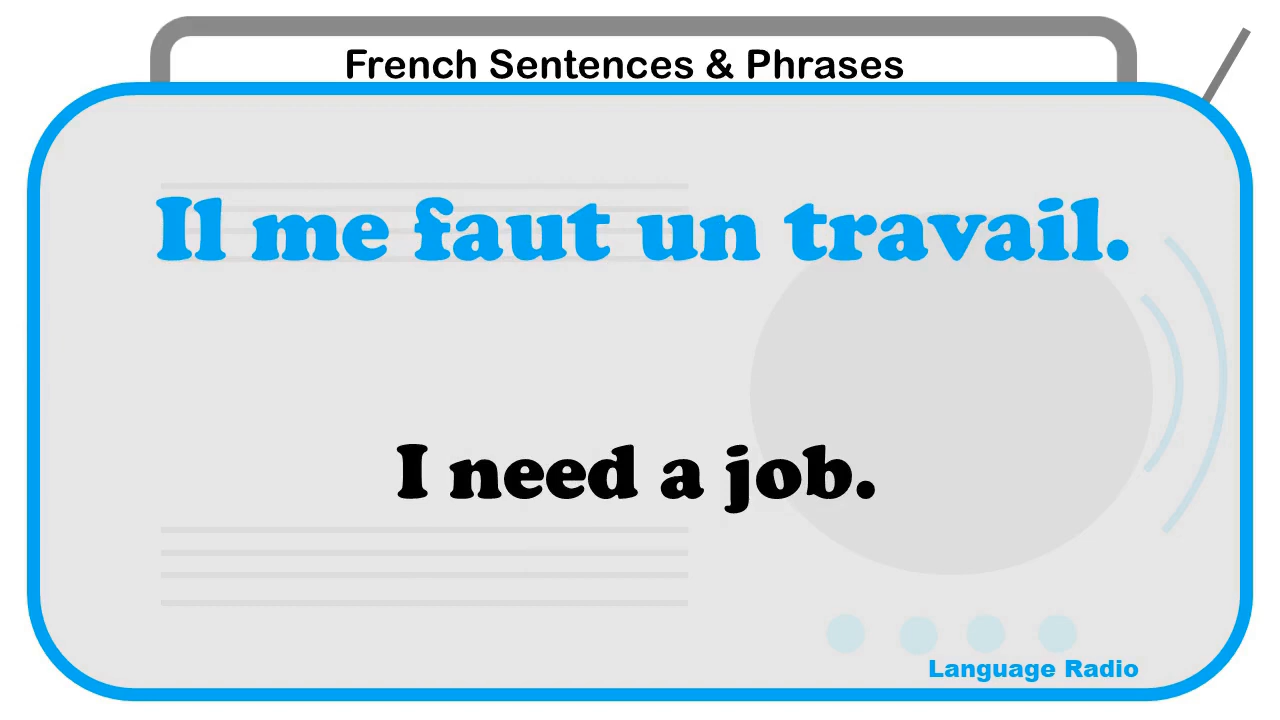 French Sentences & Phrases
Il me faut un travail.
I need a job.
Language Radio